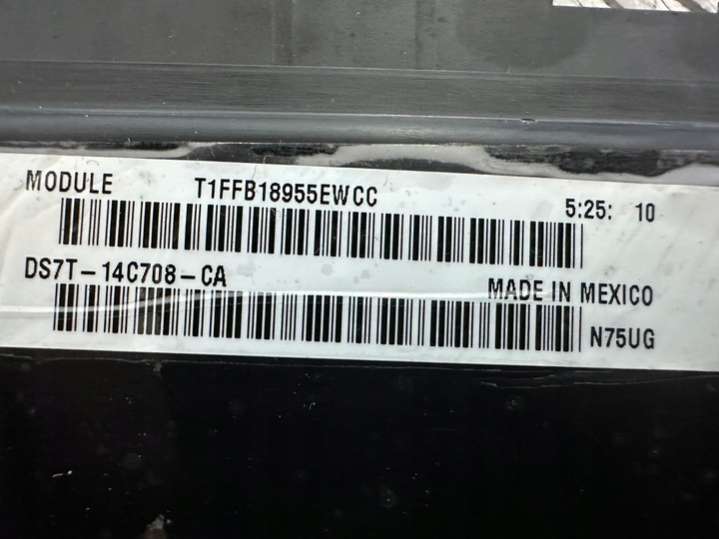 MODULE T1FFB18955EWCC 5:25: 10
DS7T-14C708-CA MADE IN MEXICO
N75UG